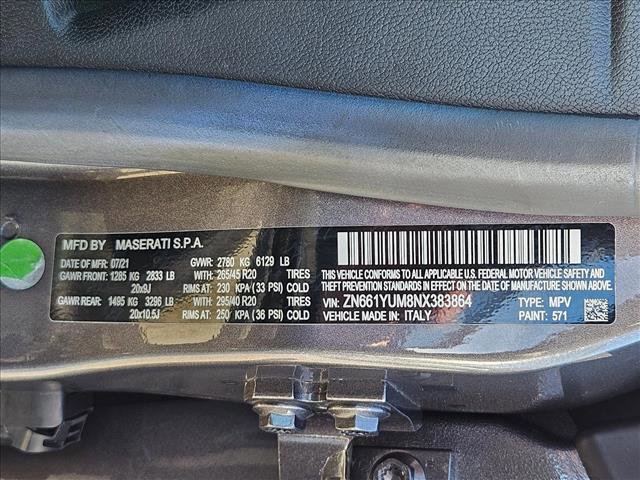 MFD BY MASERATI S.P.A.
DATE OF MFR: 07/21 GVWR: 2780 KG 6129 LB
GAWR FRONT: 1285 KG 2833 LB WITH: 265/45 R20 TIRES
20x9J RIMS AT: 230 KPA (33 PSI) COLD
GAWR REAR: 1495 KG 3296 LB WITH: 295/40 R20 TIRES
20x10.5J RIMS AT: 250 KPA (36 PSI) COLD
THIS VEHICLE CONFORMS TO ALL APPLICABLE U.S. FEDERAL MOTOR VEHICLE SAFETY, BUMPER, AND
THEFT PREVENTION STANDARDS IN EFFECT ON THE DATE OF MANUFACTURE SHOWN ABOVE.
VIN: ZN661YUM8NX383864 TYPE: MPV
VEHICLE MADE IN: ITALY PAINT: 571